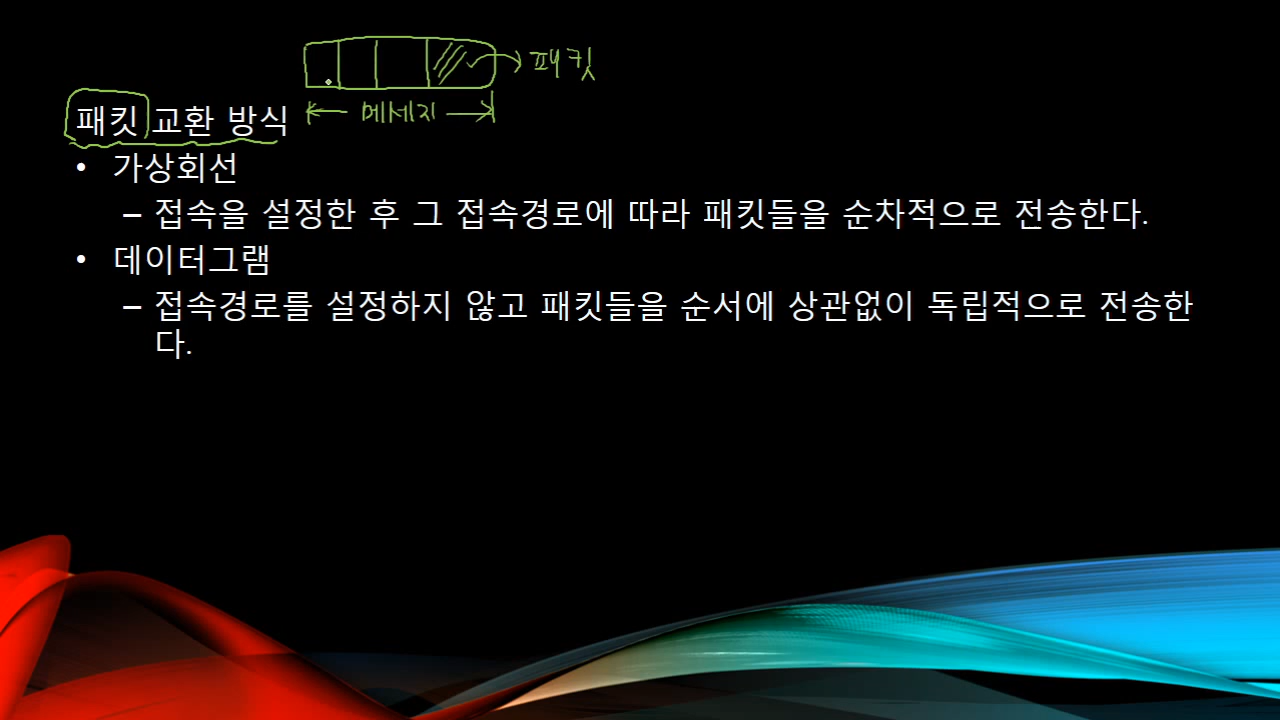 패킷
메세지
패킷 교환 방식
• 가상회선
– 접속을 설정한 후 그 접속경로에 따라 패킷들을 순차적으로 전송한다.
• 데이터그램
– 접속경로를 설정하지 않고 패킷들을 순서에 상관없이 독립적으로 전송한
다.